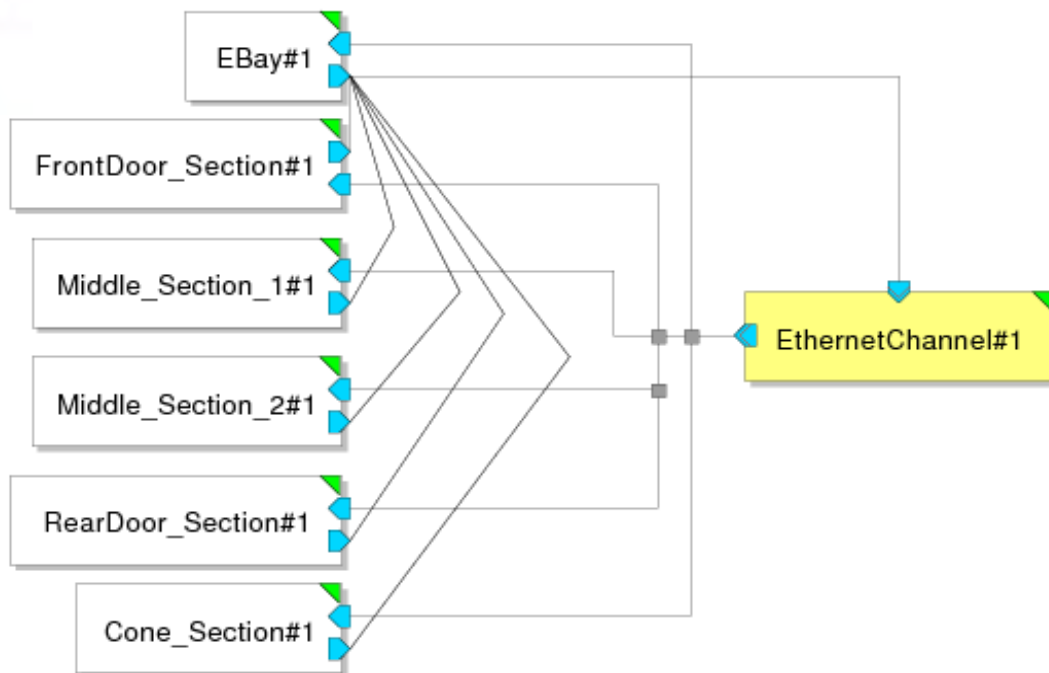 EBay#1
FrontDoor_Section#1
Middle_Section_1#1
EthernetChannel#1
Middle_Section_2#1
RearDoor_Section#1
Cone_Section#1